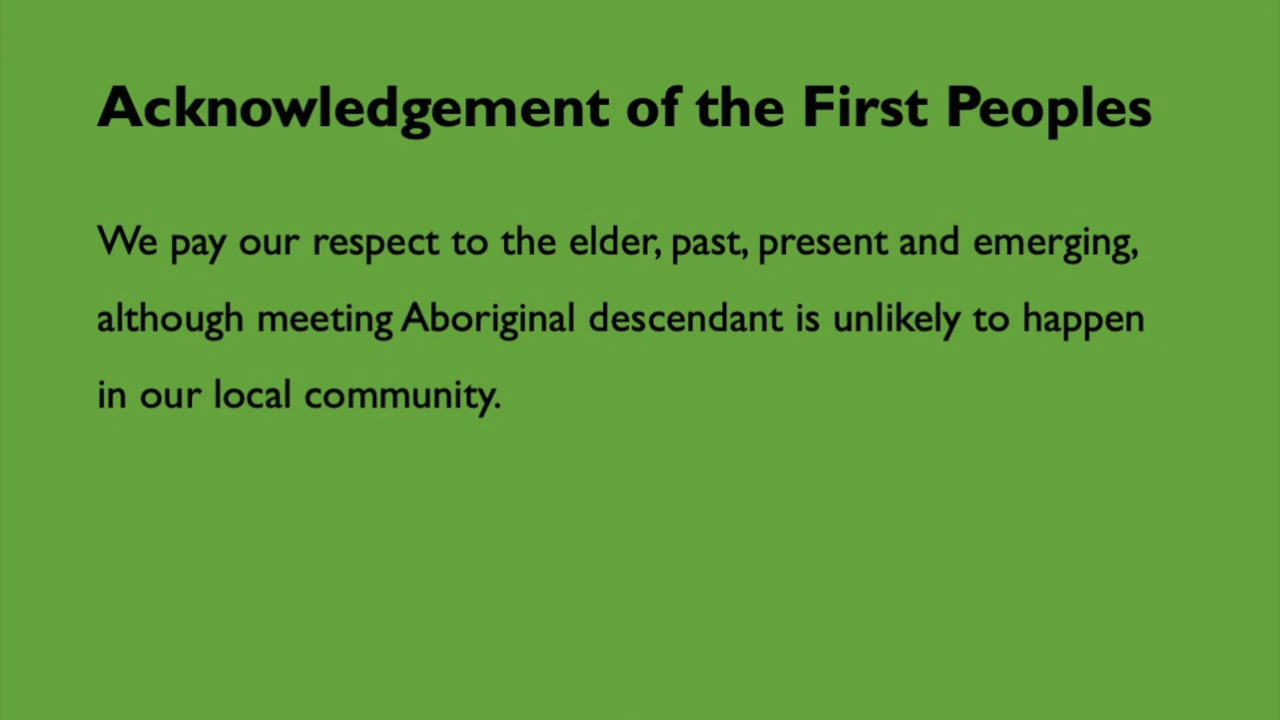 Acknowledgement of the First Peoples
We pay our respect to the elder, past, present and emerging,
although meeting Aboriginal descendant is unlikely to happen
in our local community.